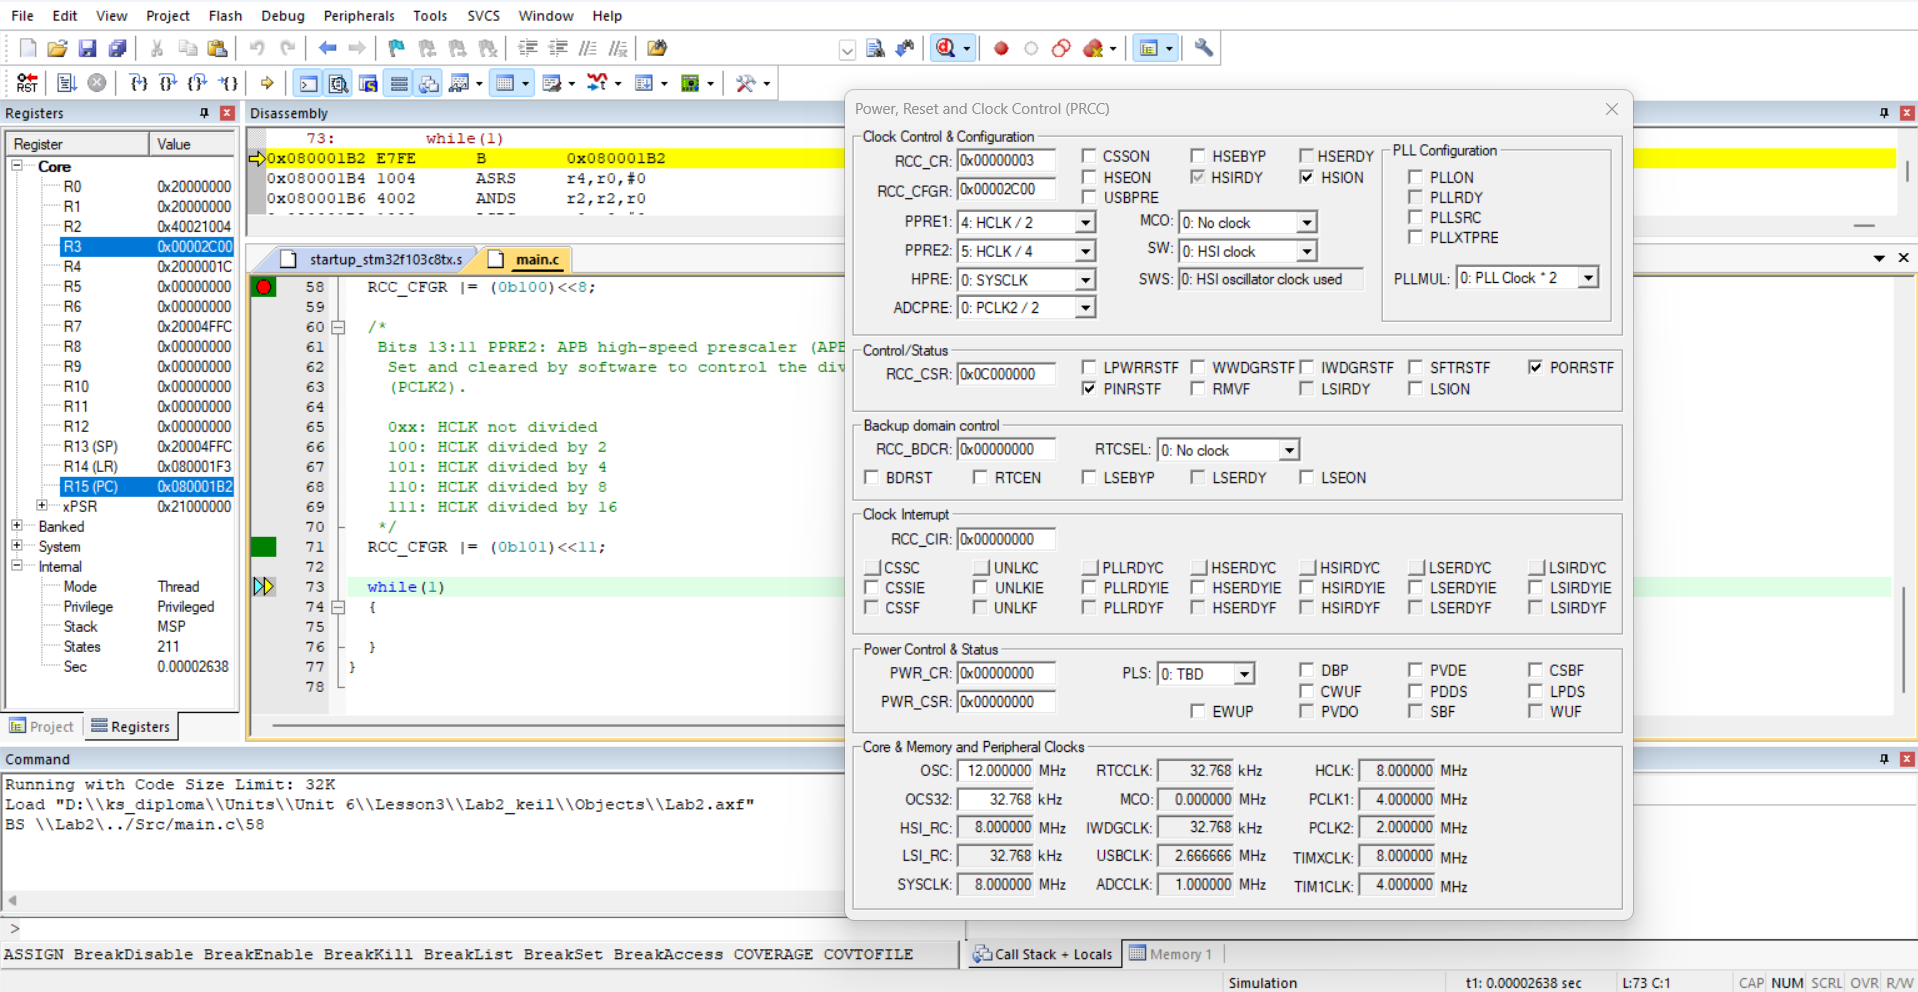 File Edit View Project Flash Debug Peripherals Tools SVCS Window Help
RST
Registers
Register Value
Core
R0 0x20000000
R1 0x20000000
R2 0x40021004
R3 0x00002C00
R4 0x2000001C
R5 0x00000000
R6 0x00000000
R7 0x20004FFC
R8 0x00000000
R9 0x00000000
R10 0x00000000
R11 0x00000000
R12 0x00000000
R13 (SP) 0x20004FFC
R14 (LR) 0x080001F3
R15 (PC) 0x080001B2
xPSR 0x21000000
Banked
System
Internal
Mode Thread
Privilege Privileged
Stack MSP
States 211
Sec 0.00002638
Project Registers
Disassembly
73: while(1)
0x080001B2 E7FE B 0x080001B2
0x080001B4 1004 ASRS r4,r0,#0
0x080001B6 4002 ANDS r2,r2,r0
startup_stm32f103c8tx.s main.c
58 RCC_CFGR |= (0b100)<<8;
59
60 /*
61 Bits 13:11 PPRE2: APB high-speed prescaler (APB
62 Set and cleared by software to control the div
63 (PCLK2).
64
65 0xx: HCLK not divided
66 100: HCLK divided by 2
67 101: HCLK divided by 4
68 110: HCLK divided by 8
69 111: HCLK divided by 16
70 */
71 RCC_CFGR |= (0b101)<<11;
72
73 while(1)
74 {
75
76 }
77 }
78
Power, Reset and Clock Control (PRCC)
Clock Control & Configuration
RCC_CR: 0x00000003 CSSON HSEBYP HSERDY
RCC_CFGR: 0x00002C00 HSEON HSIRDY HSION
USBPRE
PPRE1: 4: HCLK / 2 MCO: 0: No clock
PPRE2: 5: HCLK / 4 SW: 0: HSI clock
HPRE: 0: SYSCLK SWS: 0: HSI oscillator clock used
ADCPRE: 0: PCLK2 / 2
PLL Configuration
PLLON
PLLRDY
PLLSRC
PLLXTPRE
PLLMUL: 0: PLL Clock * 2
Control/Status
RCC_CSR: 0x0C000000 LPWRRSTF WWDGRSTF IWDGRSTF SFTRSTF PORRSTF
PINRSTF RMVF LSIRDY LSION
Backup domain control
RCC_BDCR: 0x00000000 RTCSEL: 0: No clock
BDRST RTCEN LSEBYP LSERDY LSEON
Clock Interrupt
RCC_CIR: 0x00000000
CSSC UNLKC PLLRDYC HSERDYC HSIRDYC LSERDYC LSIRDYC
CSSIE UNLKIE PLLRDYIE HSERDYIE HSIRDYIE LSERDYIE LSIRDYIE
CSSF UNLKF PLLRDYF HSERDYF HSIRDYF LSERDYF LSIRDYF
Power Control & Status
PWR_CR: 0x00000000 PLS: 0: TBD DBP PVDE CSBF
CWUF PDDS LPDS
PWR_CSR: 0x00000000 EWUP PVDO SBF WUF
Core & Memory and Peripheral Clocks
OSC: 12.000000 MHz RTCCLK: 32.768 kHz HCLK: 8.000000 MHz
OCS32: 32.768 kHz MCO: 0.000000 MHz PCLK1: 4.000000 MHz
HSI_RC: 8.000000 MHz IWDGCLK: 32.768 kHz PCLK2: 2.000000 MHz
LSI_RC: 32.768 kHz USBCLK: 2.666666 MHz TIMXCLK: 8.000000 MHz
SYSCLK: 8.000000 MHz ADCCLK: 1.000000 MHz TIM1CLK: 4.000000 MHz
Command
Running with Code Size Limit: 32K
Load "D:\\ks_diploma\\Units\\Unit 6\\Lesson3\\Lab2_keil\\Objects\\Lab2.axf"
BS \\Lab2\../Src/main.c\58
>
ASSIGN BreakDisable BreakEnable BreakKill BreakList BreakSet BreakAccess COVERAGE COVTOFILE
Call Stack + Locals Memory 1
Simulation t1: 0.00002638 sec L:73 C:1 CAP NUM SCRL OVR R/W